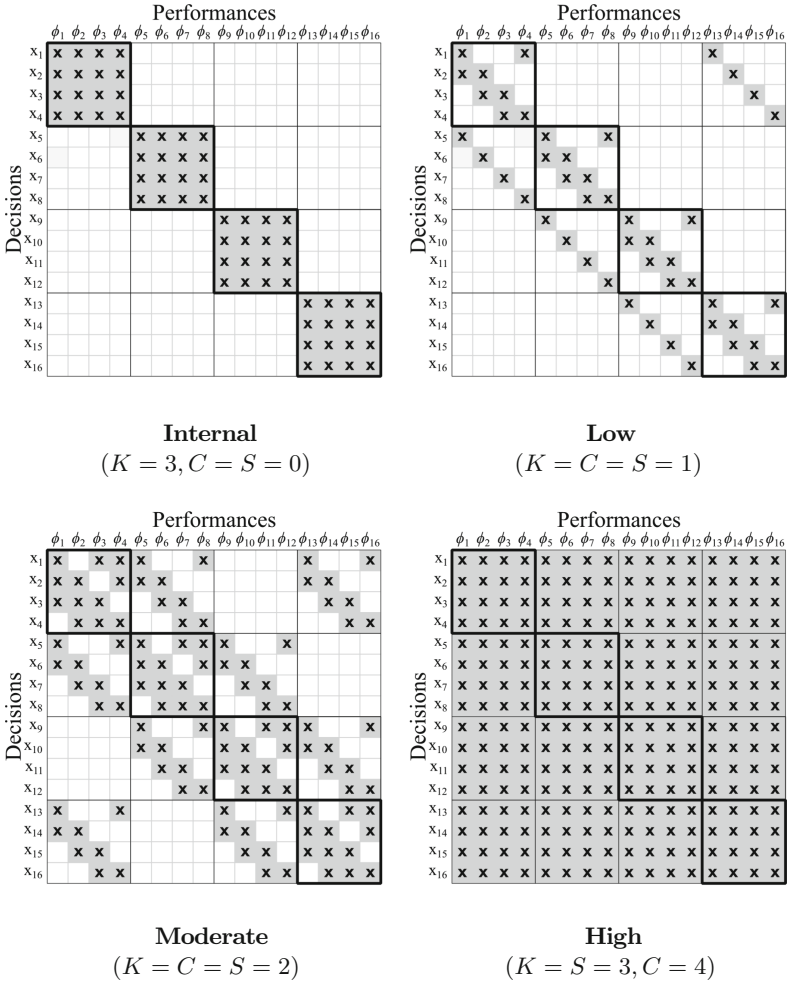 Performances
ϕ1 ϕ2 ϕ3 ϕ4 ϕ5 ϕ6 ϕ7 ϕ8 ϕ9 ϕ10 ϕ11 ϕ12 ϕ13 ϕ14 ϕ15 ϕ16
Decisions
x1 x x x x
x2 x x x x
x3 x x x x
x4 x x x x
x5 x x x x
x6 x x x x
x7 x x x x
x8 x x x x
x9 x x x x
x10 x x x x
x11 x x x x
x12 x x x x
x13 x x x x
x14 x x x x
x15 x x x x
x16 x x x x
Internal
(K = 3, C = S = 0)
Performances
ϕ1 ϕ2 ϕ3 ϕ4 ϕ5 ϕ6 ϕ7 ϕ8 ϕ9 ϕ10 ϕ11 ϕ12 ϕ13 ϕ14 ϕ15 ϕ16
Decisions
x1 x x x
x2 x x x
x3 x x x
x4 x x x
x5 x x x
x6 x x x
x7 x x x
x8 x x x
x9 x x x
x10 x x x
x11 x x x
x12 x x x
x13 x x x
x14 x x x
x15 x x x
x16 x x x
Low
(K = C = S = 1)
Performances
ϕ1 ϕ2 ϕ3 ϕ4 ϕ5 ϕ6 ϕ7 ϕ8 ϕ9 ϕ10 ϕ11 ϕ12 ϕ13 ϕ14 ϕ15 ϕ16
Decisions
x1 x x x x x x x
x2 x x x x x x x
x3 x x x x x x x
x4 x x x x x x x
x5 x x x x x x x
x6 x x x x x x x
x7 x x x x x x x
x8 x x x x x x x
x9 x x x x x x x
x10 x x x x x x x
x11 x x x x x x x
x12 x x x x x x x
x13 x x x x x x x
x14 x x x x x x x
x15 x x x x x x x
x16 x x x x x x x
Moderate
(K = C = S = 2)
Performances
ϕ1 ϕ2 ϕ3 ϕ4 ϕ5 ϕ6 ϕ7 ϕ8 ϕ9 ϕ10 ϕ11 ϕ12 ϕ13 ϕ14 ϕ15 ϕ16
Decisions
x1 x x x x x x x x x x x x x x x x
x2 x x x x x x x x x x x x x x x x
x3 x x x x x x x x x x x x x x x x
x4 x x x x x x x x x x x x x x x x
x5 x x x x x x x x x x x x x x x x
x6 x x x x x x x x x x x x x x x x
x7 x x x x x x x x x x x x x x x x
x8 x x x x x x x x x x x x x x x x
x9 x x x x x x x x x x x x x x x x
x10 x x x x x x x x x x x x x x x x
x11 x x x x x x x x x x x x x x x x
x12 x x x x x x x x x x x x x x x x
x13 x x x x x x x x x x x x x x x x
x14 x x x x x x x x x x x x x x x x
x15 x x x x x x x x x x x x x x x x
x16 x x x x x x x x x x x x x x x x
High
(K = S = 3, C = 4)